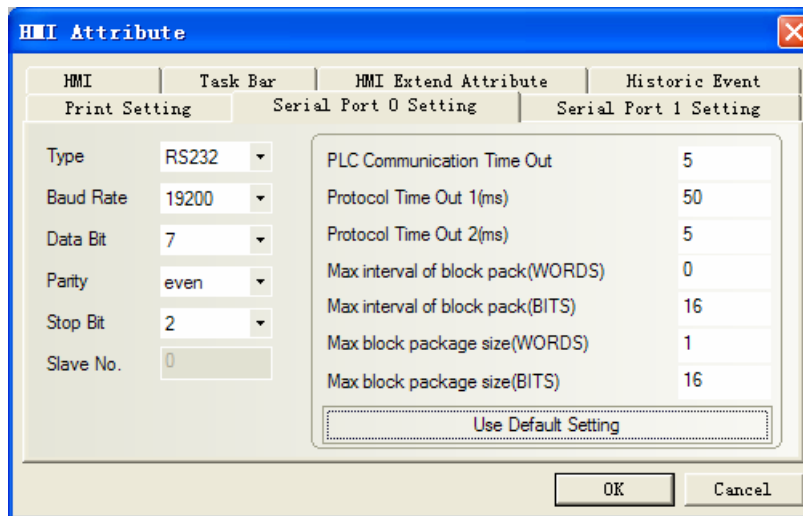 HMI Attribute
HMI Task Bar HMI Extend Attribute Historic Event
Print Setting Serial Port 0 Setting Serial Port 1 Setting
Type RS232
Baud Rate 19200
Data Bit 7
Parity even
Stop Bit 2
Slave No. 0
PLC Communication Time Out 5
Protocol Time Out 1(ms) 50
Protocol Time Out 2(ms) 5
Max interval of block pack(WORDS) 0
Max interval of block pack(BITS) 16
Max block package size(WORDS) 1
Max block package size(BITS) 16
Use Default Setting
OK Cancel